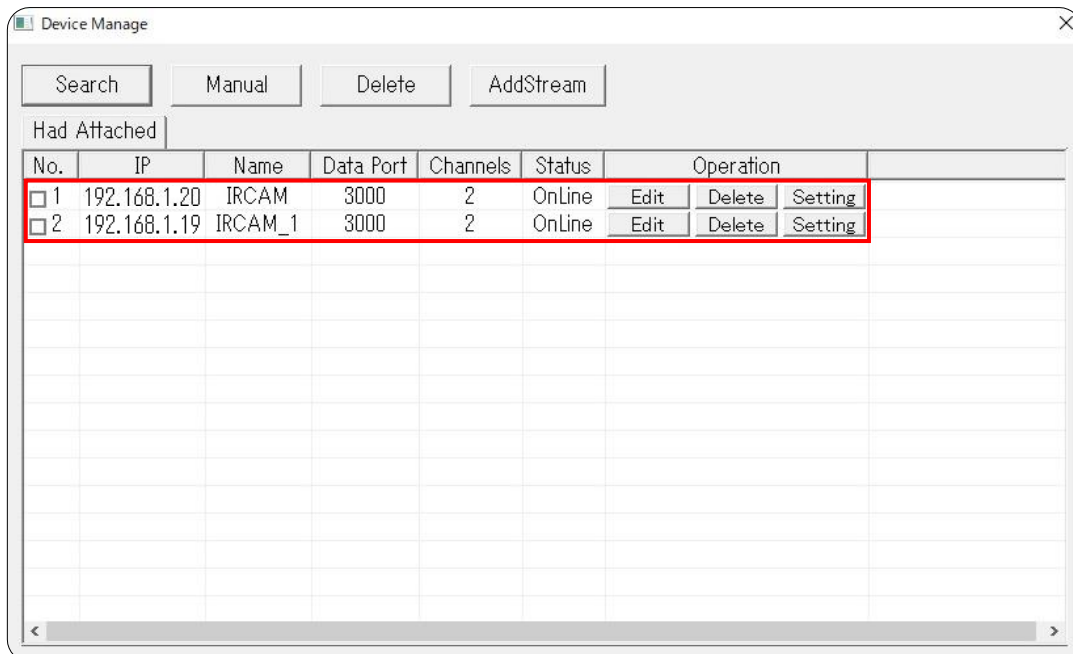 Device Manage
Search Manual Delete AddStream
Had Attached
No. IP Name Data Port Channels Status Operation
1 192.168.1.20 IRCAM 3000 2 OnLine Edit Delete Setting
2 192.168.1.19 IRCAM_1 3000 2 OnLine Edit Delete Setting